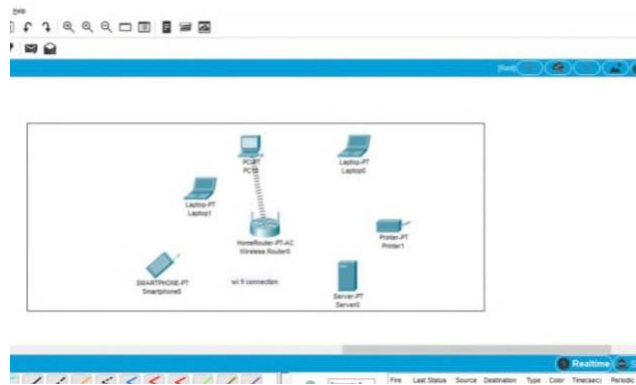 Help
[Root]
PC-PT
Laptop-PT
Laptop0
Laptop-PT
Laptop1
HomeRouter-PT-AC
Wireless Router0
Printer-PT
Printer1
SMARTPHONE-PT
Smartphone0
wi fi connection
Server-PT
Server0
Realtime
Fire Last Status Source Destination Type Color Time(sec) Periodic